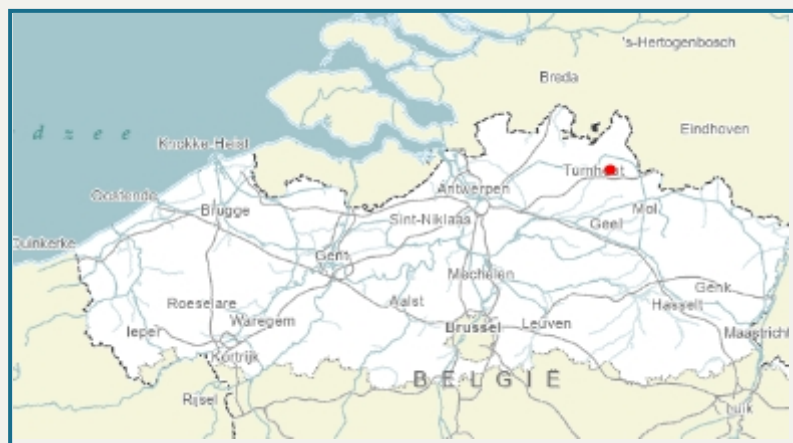 's-Hertogenbosch
Breda
d z e e
Eindhoven
Knokke-Heist
Turnhout
Oostende
Antwerpen
Mol
Brugge
Sint-Niklaas
Geel
Duinkerke
Gent
Mechelen
Genk
Roeselare
Aalst
Hasselt
Waregem
Brussel
Leuven
Ieper
Maastricht
Kortrijk
BELGIË
Rijsel
Luik